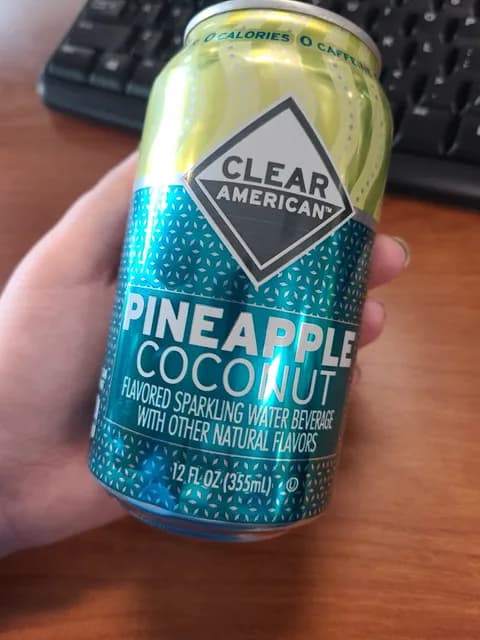 0 CALORIES 0 CAFFEINE
CLEAR
AMERICAN™
PINEAPPLE
COCONUT
FLAVORED SPARKLING WATER BEVERAGE
WITH OTHER NATURAL FLAVORS
12 FL OZ (355mL) Ⓤ